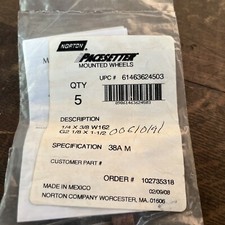 NORTON
PACESETTER
MOUNTED WHEELS
UPC # 61463624503
QTY
5
DESCRIPTION
1/4 X 3/8 W162
G2 1/8 X 1-1/2
SPECIFICATION 38A M
CUSTOMER PART #
ORDER # 102735318
MADE IN MEXICO 02/09/08
NORTON COMPANY WORCESTER, MA. 01606